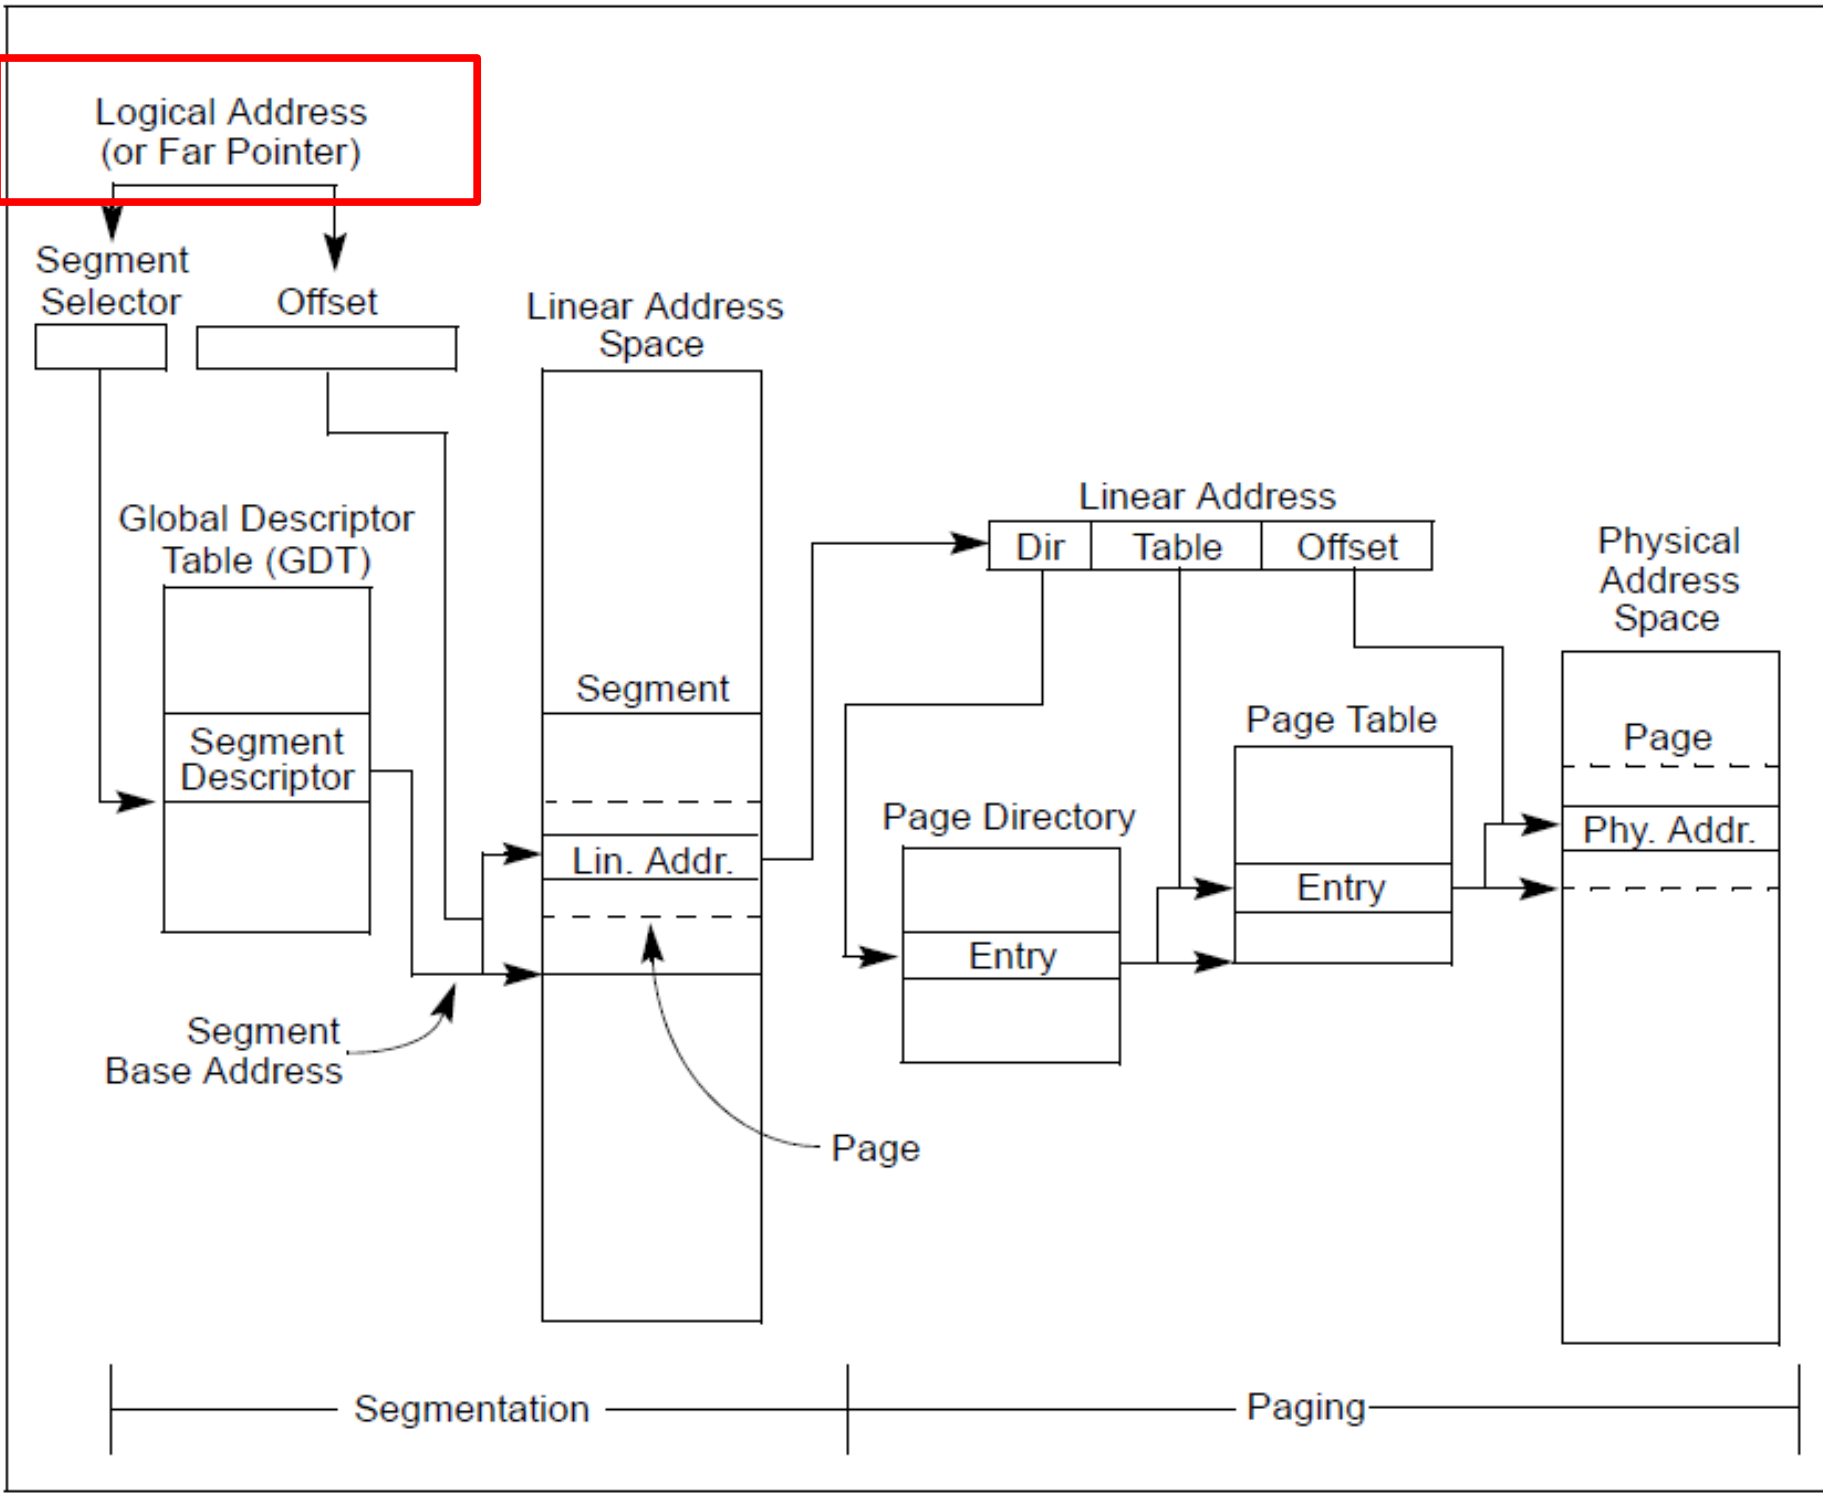 Logical Address
(or Far Pointer)
Segment
Selector
Offset
Linear Address
Space
Global Descriptor
Table (GDT)
Segment
Descriptor
Segment
Lin. Addr.
Segment
Base Address
Page
Linear Address
Dir Table Offset
Page Directory
Entry
Page Table
Entry
Physical
Address
Space
Page
Phy. Addr.
Segmentation
Paging